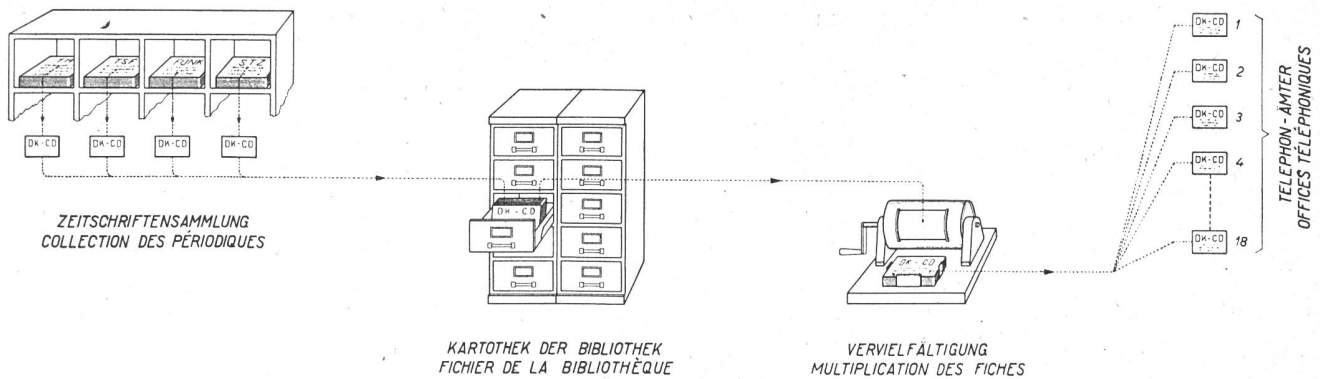 TM TSF FUNK STZ
DK-CD DK-CD DK-CD DK-CD
ZEITSCHRIFTENSAMMLUNG
COLLECTION DES PÉRIODIQUES
DK-CD
KARTOTHEK DER BIBLIOTHEK
FICHIER DE LA BIBLIOTHÈQUE
DK-CD
VERVIELFÄLTIGUNG
MULTIPLICATION DES FICHES
DK-CD 1
DK-CD 2
DK-CD 3
DK-CD 4
DK-CD 18
TELEPHON-ÄMTER
OFFICES TÉLÉPHONIQUES